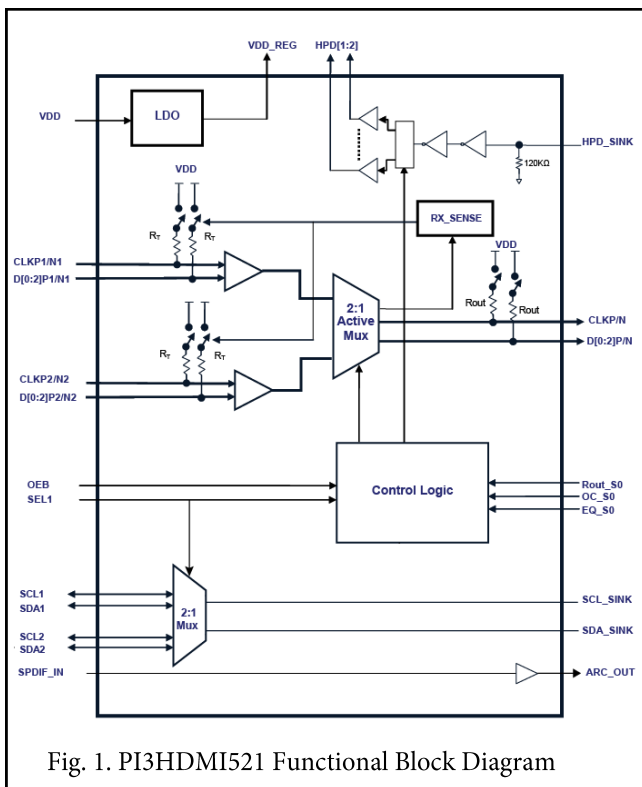 VDD_REG
HPD[1:2]
VDD
LDO
HPD_SINK
120KΩ
VDD
RX_SENSE
RT
RT
VDD
CLKP1/N1
D[0:2]P1/N1
2:1
Active
Mux
Rout
Rout
CLKP/N
D[0:2]P/N
RT
RT
CLKP2/N2
D[0:2]P2/N2
OEB
SEL1
Control Logic
Rout_S0
OC_S0
EQ_S0
SCL1
SDA1
2:1
Mux
SCL_SINK
SCL2
SDA2
SDA_SINK
SPDIF_IN
ARC_OUT
Fig. 1. PI3HDMI521 Functional Block Diagram